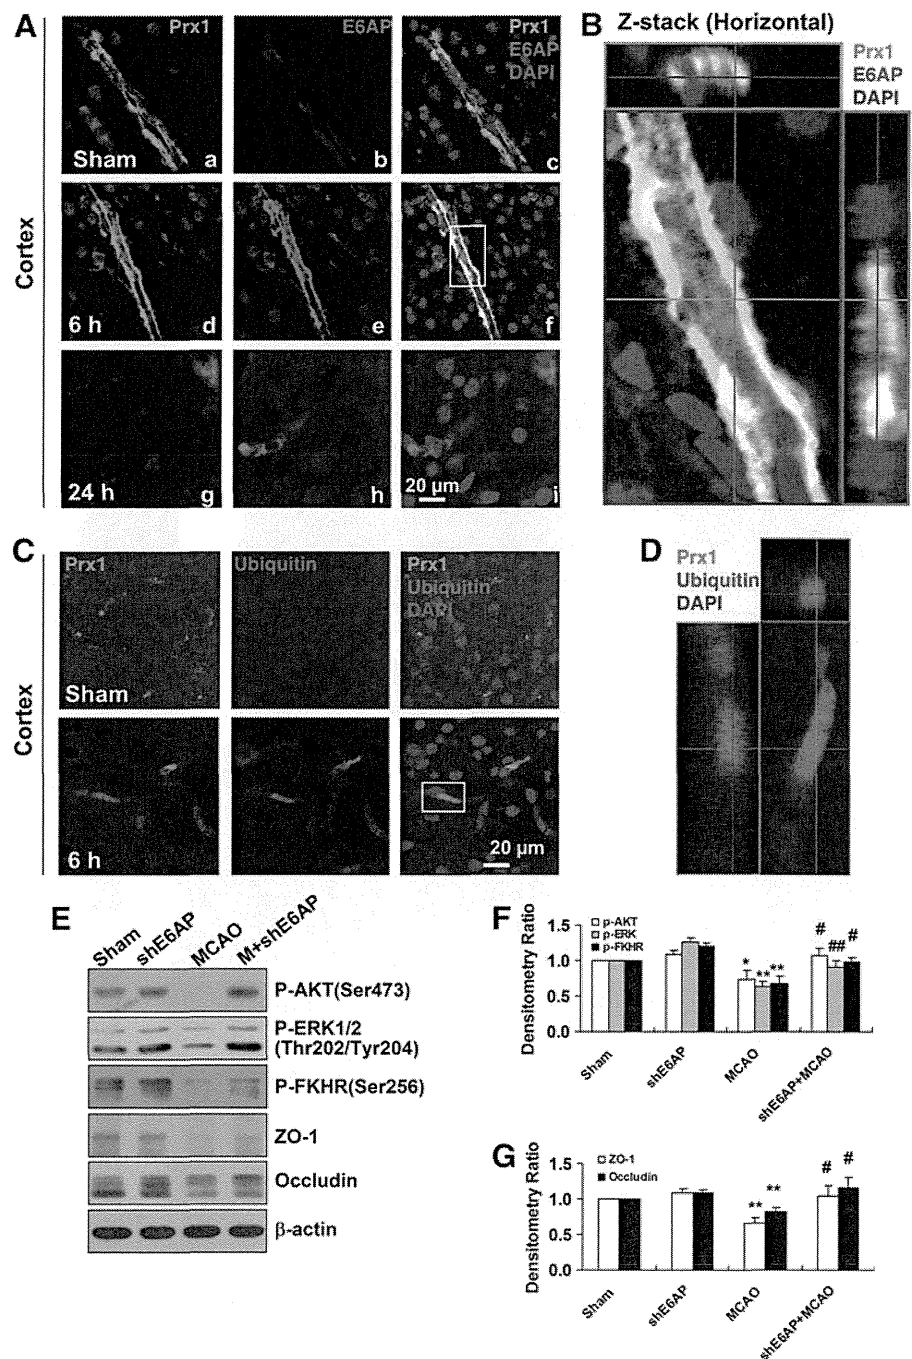 A
Prx1
E6AP
Prx1
E6AP
DAPI
Sham
a
b
c
Cortex
6 h
d
e
f
24 h
g
h
20 µm
i
B
Z-stack (Horizontal)
Prx1
E6AP
DAPI
C
Prx1
Ubiquitin
Prx1
Ubiquitin
DAPI
Sham
Cortex
6 h
20 µm
D
Prx1
Ubiquitin
DAPI
E
Sham
shE6AP
MCAO
M+shE6AP
P-AKT(Ser473)
P-ERK1/2
(Thr202/Tyr204)
P-FKHR(Ser256)
ZO-1
Occludin
β-actin
F
Densitometry Ratio
1.5
1.0
0.5
0.0
p-AKT
p-ERK
p-FKHR
* ** **
# ## #
Sham
shE6AP
MCAO
shE6AP+MCAO
G
Densitometry Ratio
1.5
1.0
0.5
0.0
ZO-1
Occludin
** **
# #
Sham
shE6AP
MCAO
shE6AP+MCAO